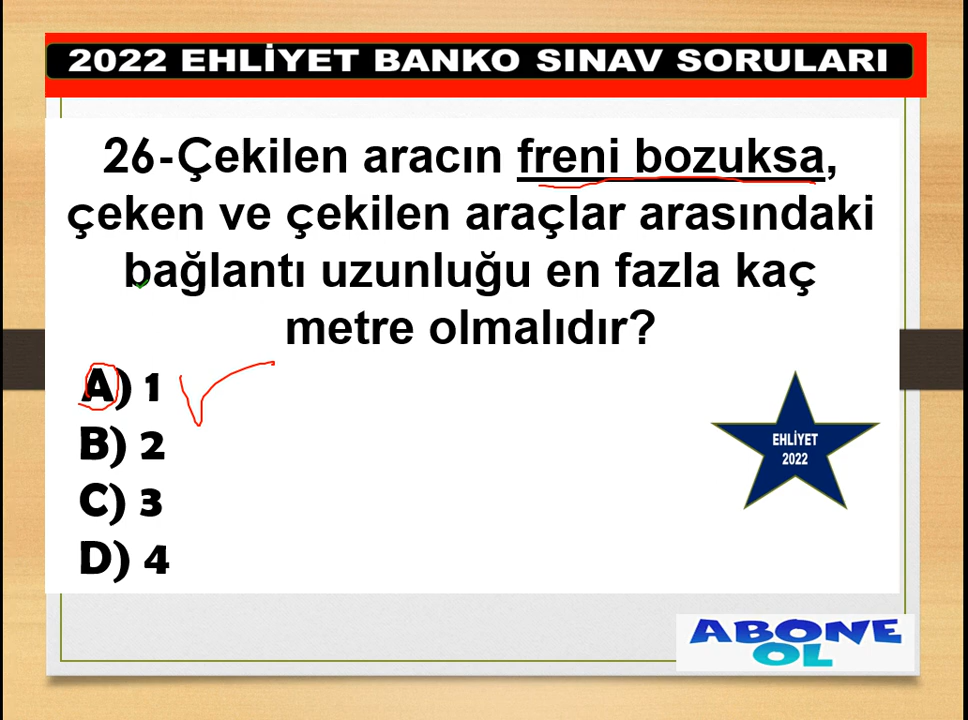 2022 EHLİYET BANKO SINAV SORULARI
26-Çekilen aracın freni bozuksa,
çeken ve çekilen araçlar arasındaki
bağlantı uzunluğu en fazla kaç
metre olmalıdır?
A) 1
B) 2
C) 3
D) 4
EHLİYET
2022
ABONE
OL